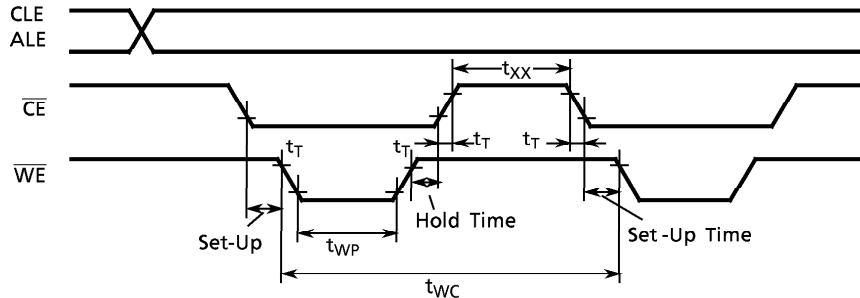 CLE
ALE
tXX
CE
tT tT tT tT
WE
Hold Time
Set-Up
tWP
Set-Up Time
tWC